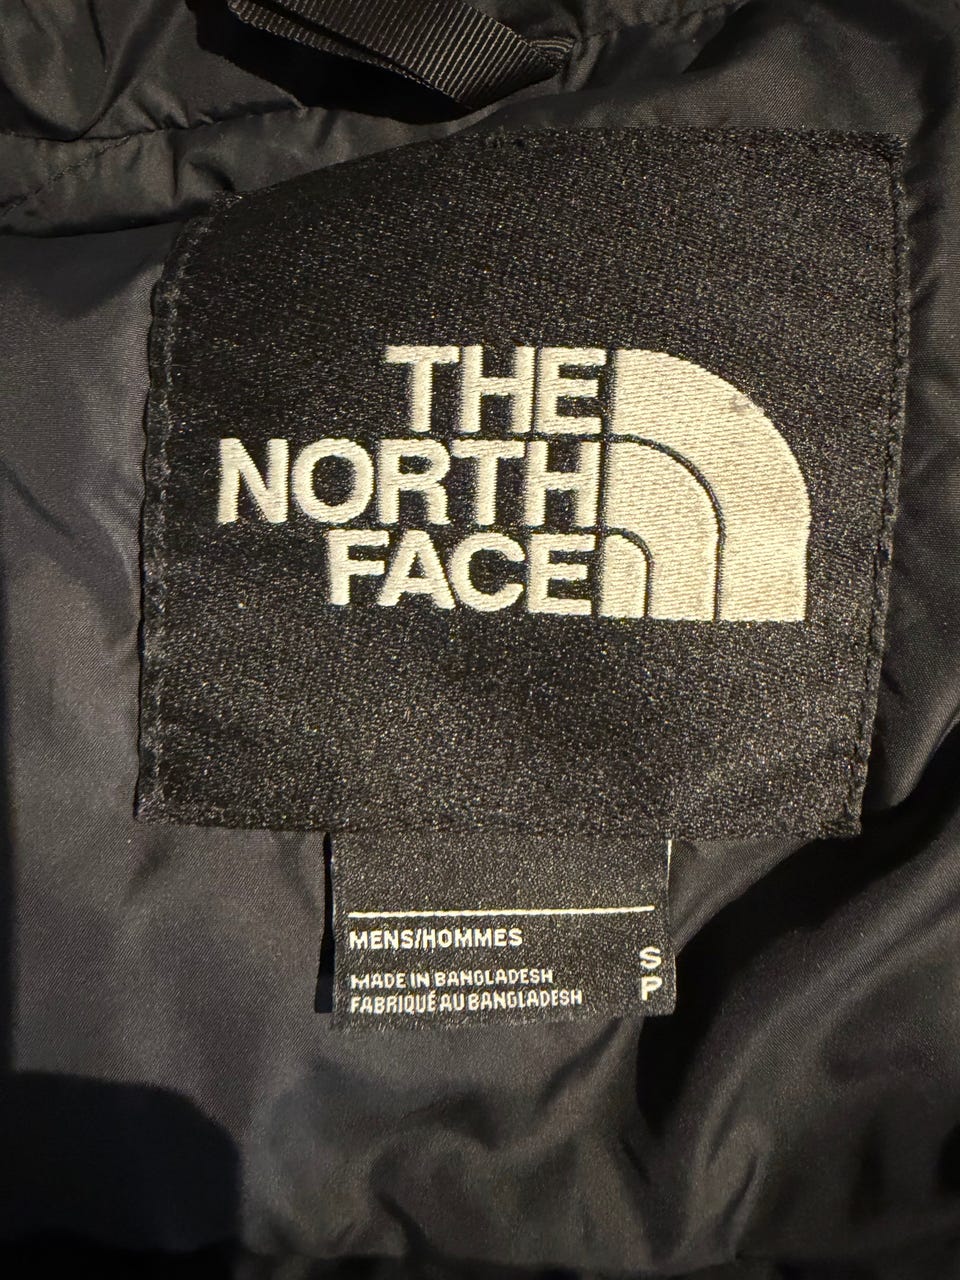 THE
NORTH
FACE
MENS/HOMMES
MADE IN BANGLADESH
FABRIQUÉ AU BANGLADESH
S
P